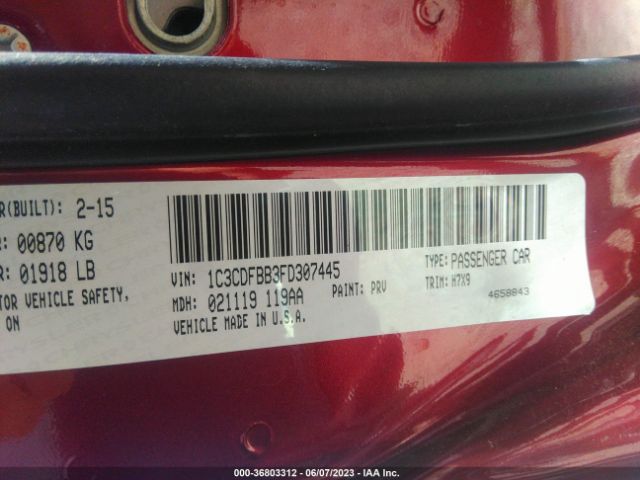 R(BUILT): 2-15
: 00870 KG
R: 01918 LB
TOR VEHICLE SAFETY,
ON
VIN: 1C3CDFBB3FD307445
TYPE: PASSENGER CAR
MDH: 021119 119AA
PAINT: PRV
TRIM: H7X9
VEHICLE MADE IN U.S.A.
4658843
000-36803312 - 06/07/2023 - IAA Inc.